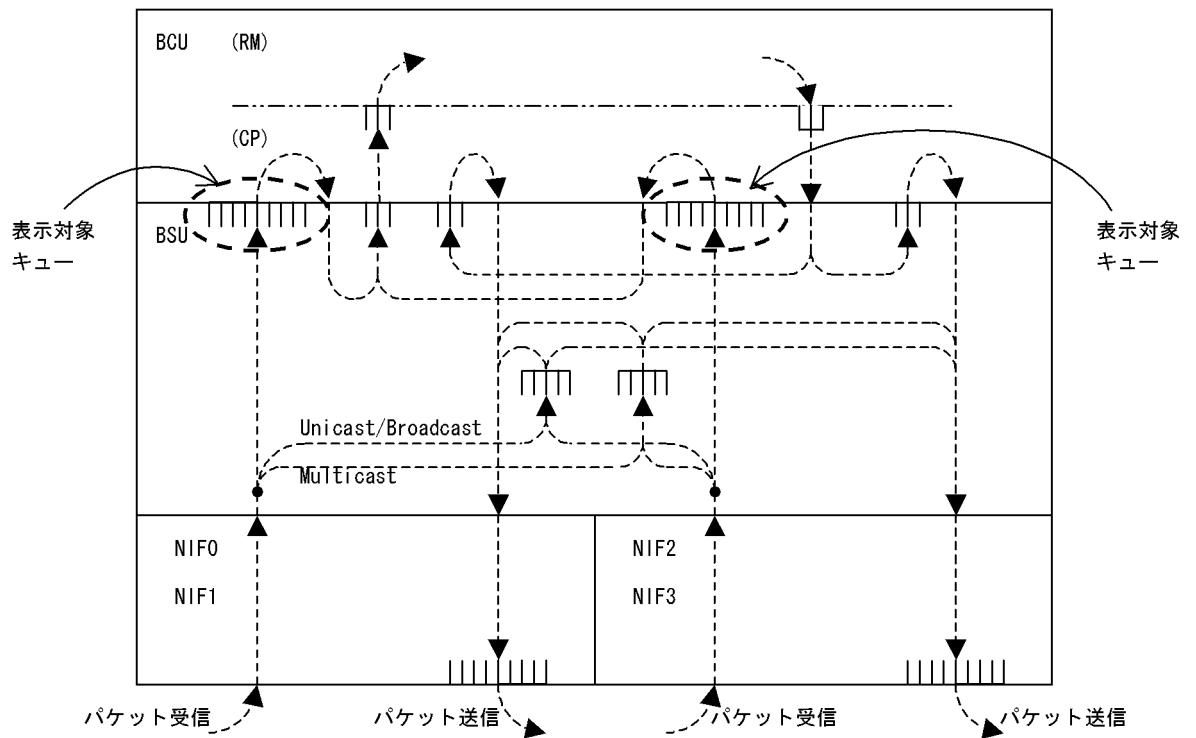 BCU (RM)
(CP)
表示対象
キュー
BSU
表示対象
キュー
Unicast/Broadcast
Multicast
NIF0
NIF1
NIF2
NIF3
パケット受信
パケット送信
パケット受信
パケット送信